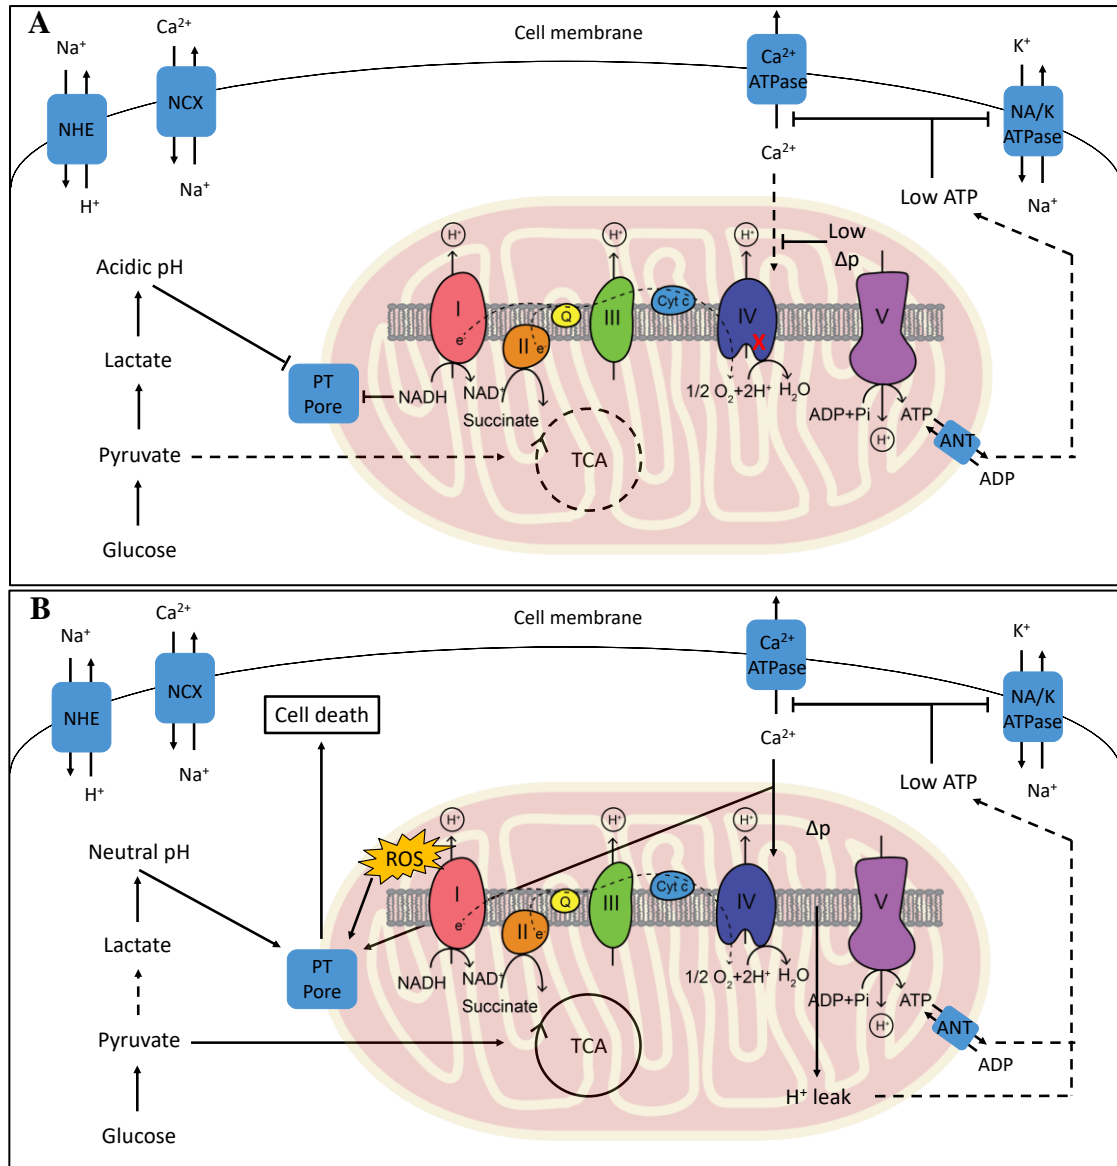 A
Na⁺
Ca²⁺
Cell membrane
Ca²⁺
ATPase
K⁺
NHE
NCX
NA/K
ATPase
H⁺
Na⁺
Ca²⁺
Low ATP
Na⁺
Acidic pH
H⁺
H⁺
H⁺
Low
Δp
I
e⁻
II
e⁻
Q
III
Cyt c
IV
X
V
Lactate
PT
Pore
NADH
NAD⁺
Succinate
1/2 O₂+2H⁺
H₂O
ADP+Pi
ATP
H⁺
ANT
ADP
Pyruvate
TCA
Glucose
B
Na⁺
Ca²⁺
Cell membrane
Ca²⁺
ATPase
K⁺
NHE
NCX
NA/K
ATPase
Cell death
H⁺
Na⁺
Ca²⁺
Low ATP
Na⁺
Neutral pH
ROS
H⁺
H⁺
H⁺
Δp
I
e⁻
II
e⁻
Q
III
Cyt c
IV
V
Lactate
PT
Pore
NADH
NAD⁺
Succinate
1/2 O₂+2H⁺
H₂O
ADP+Pi
ATP
H⁺
ANT
ADP
Pyruvate
TCA
H⁺ leak
Glucose